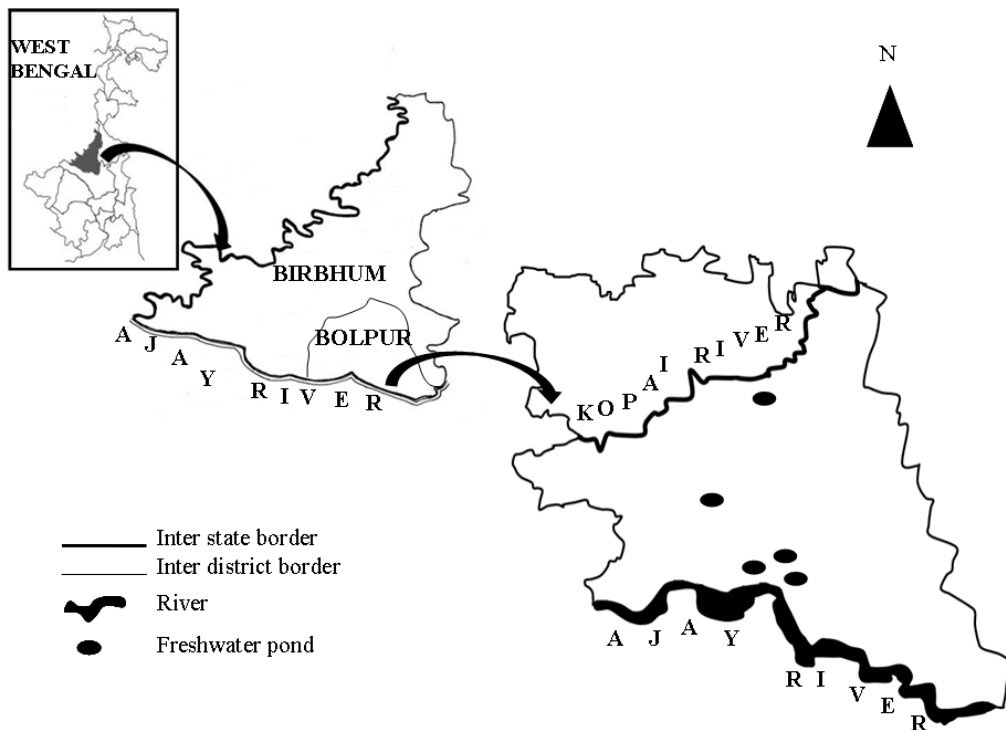 WEST
BENGAL
N
BIRBHUM
BOLPUR
AJAY RIVER
KOPAI RIVER
AJAY RIVER
Inter state border
Inter district border
River
Freshwater pond